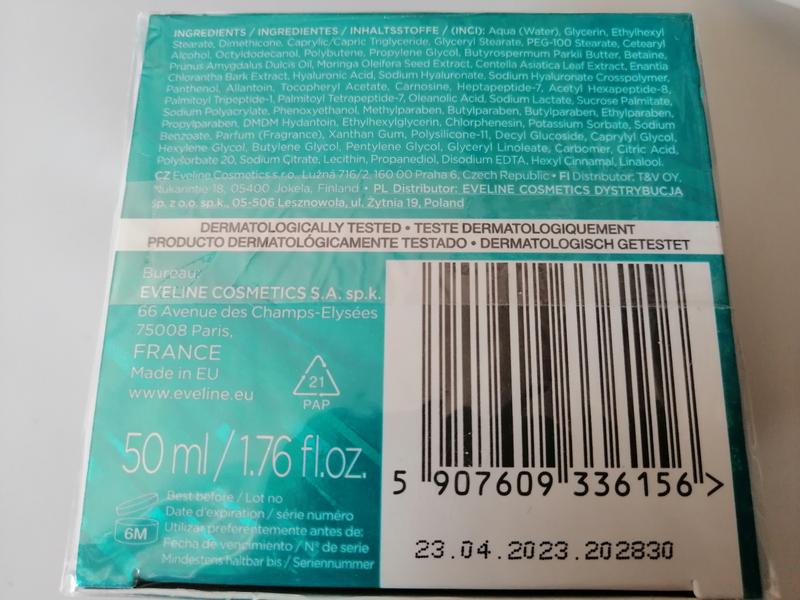 INGREDIENTS / INGREDIENTES / INHALTSSTOFFE / (INCI): Aqua (Water), Glycerin, Ethylhexyl
Stearate, Dimethicone, Caprylic/Capric Triglyceride, Glyceryl Stearate, PEG-100 Stearate, Cetearyl
Alcohol, Octyldodecanol, Polybutene, Propylene Glycol, Butyrospermum Parkii Butter, Betaine,
Prunus Amygdalus Dulcis Oil, Moringa Oleifera Seed Extract, Centella Asiatica Leaf Extract, Enantia
Chlorantha Bark Extract, Hyaluronic Acid, Sodium Hyaluronate, Sodium Hyaluronate Crosspolymer,
Panthenol, Allantoin, Tocopheryl Acetate, Carnosine, Heptapeptide-7, Acetyl Hexapeptide-8,
Palmitoyl Tripeptide-1, Palmitoyl Tetrapeptide-7, Oleanolic Acid, Sodium Lactate, Sucrose Palmitate,
Sodium Polyacrylate, Phenoxyethanol, Methylparaben, Butylparaben, Butylparaben, Ethylparaben,
Propylparaben, DMDM Hydantoin, Ethylhexylglycerin, Chlorphenesin, Potassium Sorbate, Sodium
Benzoate, Parfum (Fragrance), Xanthan Gum, Polysilicone-11, Decyl Glucoside, Caprylyl Glycol,
Hexylene Glycol, Butylene Glycol, Pentylene Glycol, Glyceryl Linoleate, Carbomer, Citric Acid,
Polysorbate 20, Sodium Citrate, Lecithin, Propanediol, Disodium EDTA, Hexyl Cinnamal, Linalool.
CZ Eveline Cosmetics s.r.o., Lužná 716/2, 160 00 Praha 6, Czech Republic • FI Distributor: T&V OY,
18, 05400 Jokela, Finland • PL Distributor: EVELINE COSMETICS DYSTRYBUCJA
sp. z o.o. sp.k., 05-506 Lesznowola, ul. Żytnia 19, Poland
DERMATOLOGICALLY TESTED • TESTE DERMATOLOGIQUEMENT
PRODUCTO DERMATOLÓGICAMENTE TESTADO • DERMATOLOGISCH GETESTET
Bureau:
EVELINE COSMETICS S.A. sp.k.
66 Avenue des Champs-Elysées
75008 Paris,
FRANCE
Made in EU
www.eveline.eu
21
PAP
50 ml / 1.76 fl.oz.
6M
Best before / Lot no
Date d'expiration / série numéro
Utilizar preferentemente antes de:
Fecha de vencimiento / N° de serie
Mindestens haltbar bis / Seriennummer
5 907609 336156 >
23.04.2023.202830